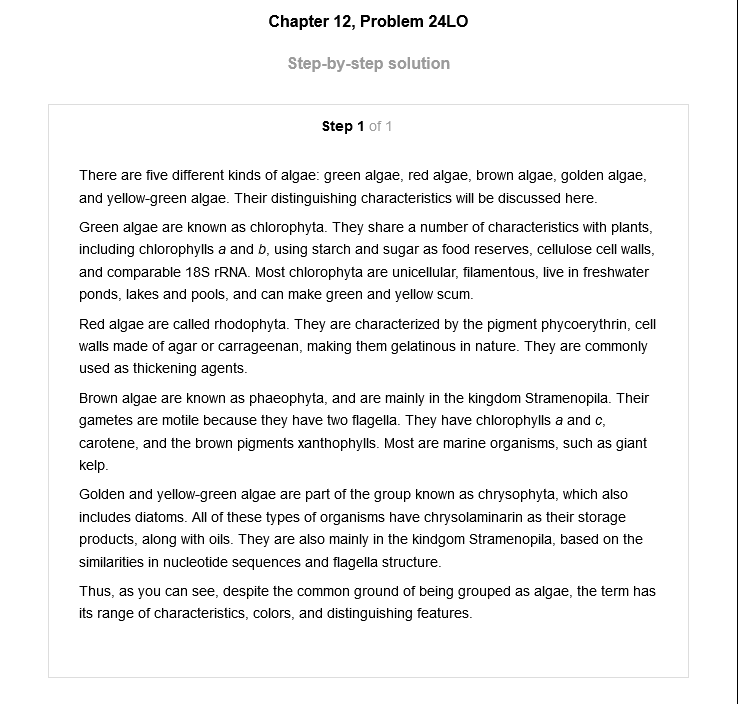 Chapter 12, Problem 24LO
Step-by-step solution
Step 1 of 1
There are five different kinds of algae: green algae, red algae, brown algae, golden algae,
and yellow-green algae. Their distinguishing characteristics will be discussed here.
Green algae are known as chlorophyta. They share a number of characteristics with plants,
including chlorophylls a and b, using starch and sugar as food reserves, cellulose cell walls,
and comparable 18S rRNA. Most chlorophyta are unicellular, filamentous, live in freshwater
ponds, lakes and pools, and can make green and yellow scum.
Red algae are called rhodophyta. They are characterized by the pigment phycoerythrin, cell
walls made of agar or carrageenan, making them gelatinous in nature. They are commonly
used as thickening agents.
Brown algae are known as phaeophyta, and are mainly in the kingdom Stramenopila. Their
gametes are motile because they have two flagella. They have chlorophylls a and c,
carotene, and the brown pigments xanthophylls. Most are marine organisms, such as giant
kelp.
Golden and yellow-green algae are part of the group known as chrysophyta, which also
includes diatoms. All of these types of organisms have chrysolaminarin as their storage
products, along with oils. They are also mainly in the kindgom Stramenopila, based on the
similarities in nucleotide sequences and flagella structure.
Thus, as you can see, despite the common ground of being grouped as algae, the term has
its range of characteristics, colors, and distinguishing features.